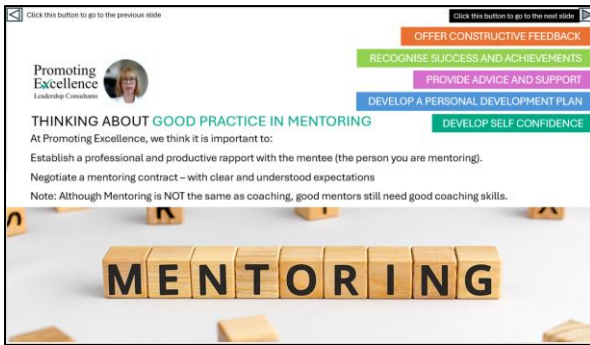 Click this button to go to the previous slide
Click this button to go to the next slide
OFFER CONSTRUCTIVE FEEDBACK
RECOGNISE SUCCESS AND ACHIEVEMENTS
PROVIDE ADVICE AND SUPPORT
DEVELOP A PERSONAL DEVELOPMENT PLAN
DEVELOP SELF CONFIDENCE
Promoting
Excellence
Leadership Consultants
THINKING ABOUT GOOD PRACTICE IN MENTORING
At Promoting Excellence, we think it is important to:
Establish a professional and productive rapport with the mentee (the person you are mentoring).
Negotiate a mentoring contract – with clear and understood expectations
Note: Although Mentoring is NOT the same as coaching, good mentors still need good coaching skills.
MENTORING